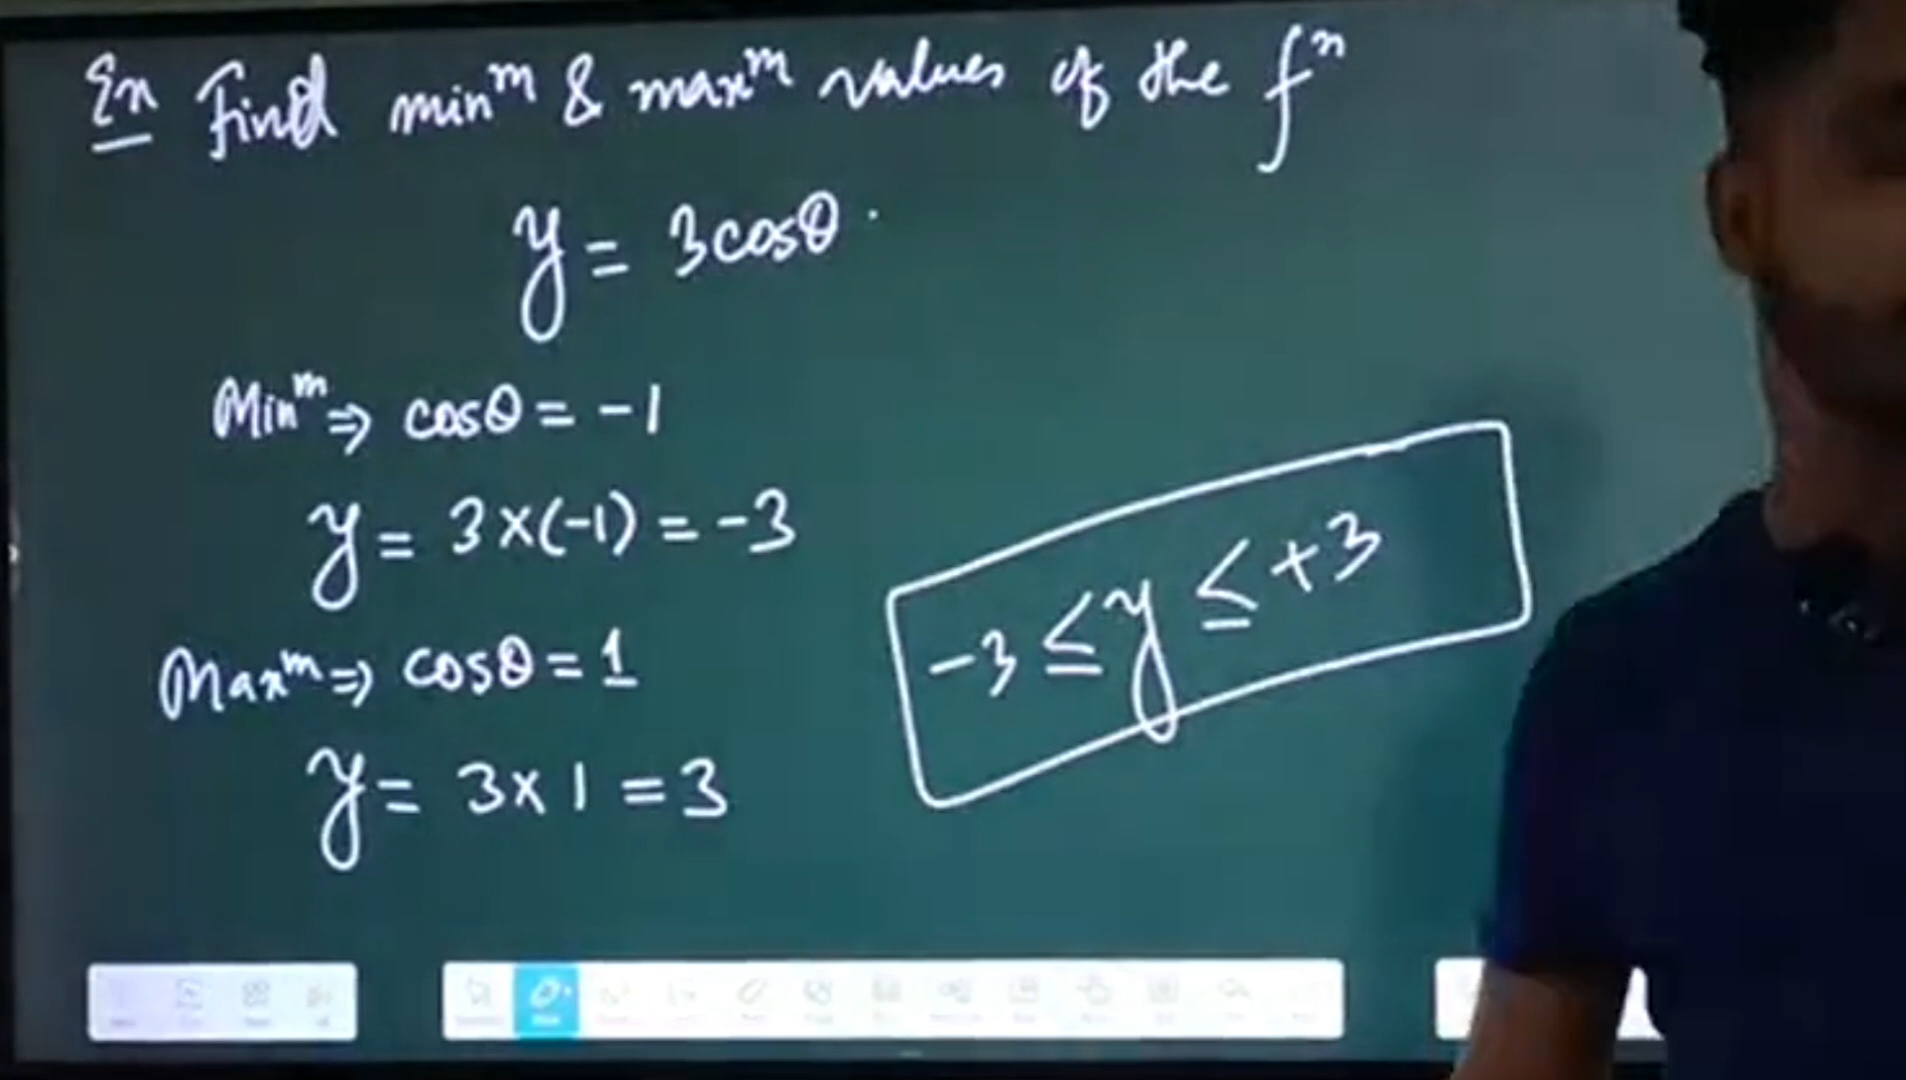 Ex Find minᵐ & maxᵐ values of the fⁿ
y = 3cosθ.
Minᵐ ⇒ cosθ = -1
y = 3×(-1) = -3
Maxᵐ ⇒ cosθ = 1
y = 3×1 = 3
-3 ≤ y ≤ +3